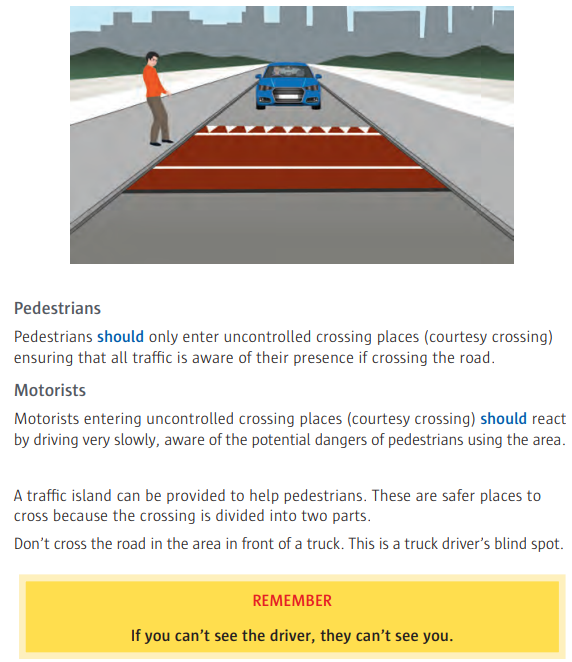 Pedestrians
Pedestrians should only enter uncontrolled crossing places (courtesy crossing)
ensuring that all traffic is aware of their presence if crossing the road.
Motorists
Motorists entering uncontrolled crossing places (courtesy crossing) should react
by driving very slowly, aware of the potential dangers of pedestrians using the area.
A traffic island can be provided to help pedestrians. These are safer places to
cross because the crossing is divided into two parts.
Don’t cross the road in the area in front of a truck. This is a truck driver’s blind spot.
REMEMBER
If you can’t see the driver, they can’t see you.